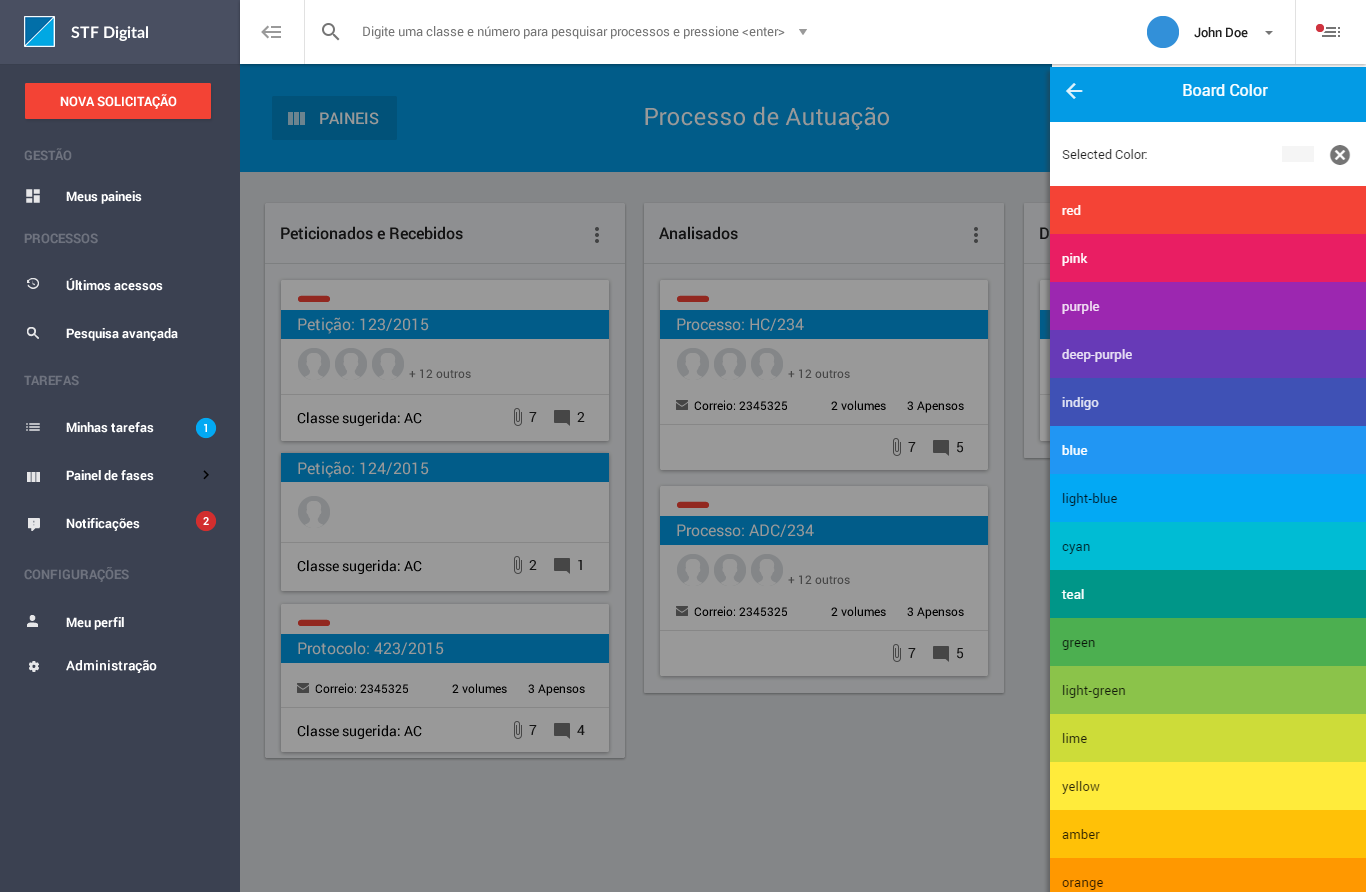 STF Digital
Digite uma classe e número para pesquisar processos e pressione <enter>
John Doe
NOVA SOLICITAÇÃO
GESTÃO
Meus paineis
PROCESSOS
Últimos acessos
Pesquisa avançada
TAREFAS
Minhas tarefas 1
Painel de fases
Notificações 2
CONFIGURAÇÕES
Meu perfil
Administração
PAINEIS
Processo de Autuação
Peticionados e Recebidos
Petição: 123/2015
+ 12 outros
Classe sugerida: AC 7 2
Petição: 124/2015
Classe sugerida: AC 2 1
Protocolo: 423/2015
Correio: 2345325 2 volumes 3 Apensos
Classe sugerida: AC 7 4
Analisados
Processo: HC/234
+ 12 outros
Correio: 2345325 2 volumes 3 Apensos
7 5
Processo: ADC/234
+ 12 outros
Correio: 2345325 2 volumes 3 Apensos
7 5
D
Board Color
Selected Color:
red
pink
purple
deep-purple
indigo
blue
light-blue
cyan
teal
green
light-green
lime
yellow
amber
orange